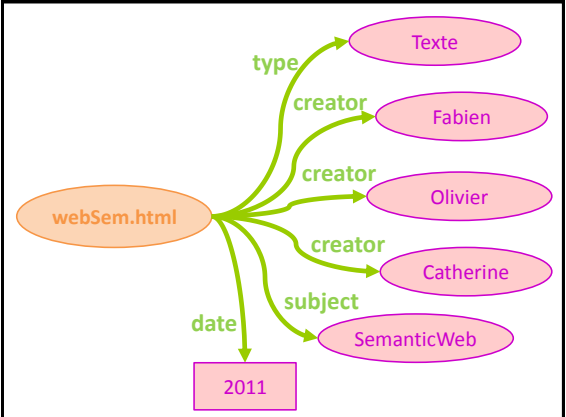 Texte
type
creator
Fabien
creator
Olivier
webSem.html
creator
Catherine
subject
date
SemanticWeb
2011